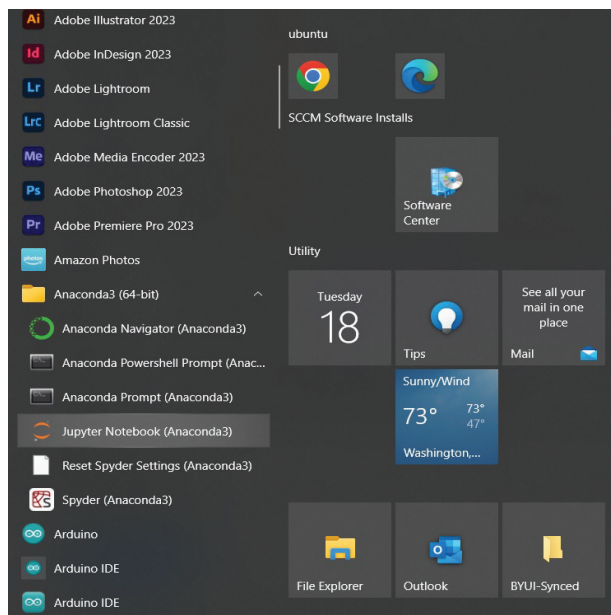 Ai Adobe Illustrator 2023
Id Adobe InDesign 2023
Lr Adobe Lightroom
LrC Adobe Lightroom Classic
Me Adobe Media Encoder 2023
Ps Adobe Photoshop 2023
Pr Adobe Premiere Pro 2023
photos Amazon Photos
Anaconda3 (64-bit)
Anaconda Navigator (Anaconda3)
Anaconda Powershell Prompt (Anac...
Anaconda Prompt (Anaconda3)
Jupyter Notebook (Anaconda3)
Reset Spyder Settings (Anaconda3)
Spyder (Anaconda3)
Arduino
Arduino IDE
Arduino IDE
ubuntu
SCCM Software Installs
Software
Center
Utility
Tuesday
18
Tips
See all your
mail in one
place
Mail
Sunny/Wind
73° 73°
47°
Washington,...
File Explorer
Outlook
BYUI-Synced